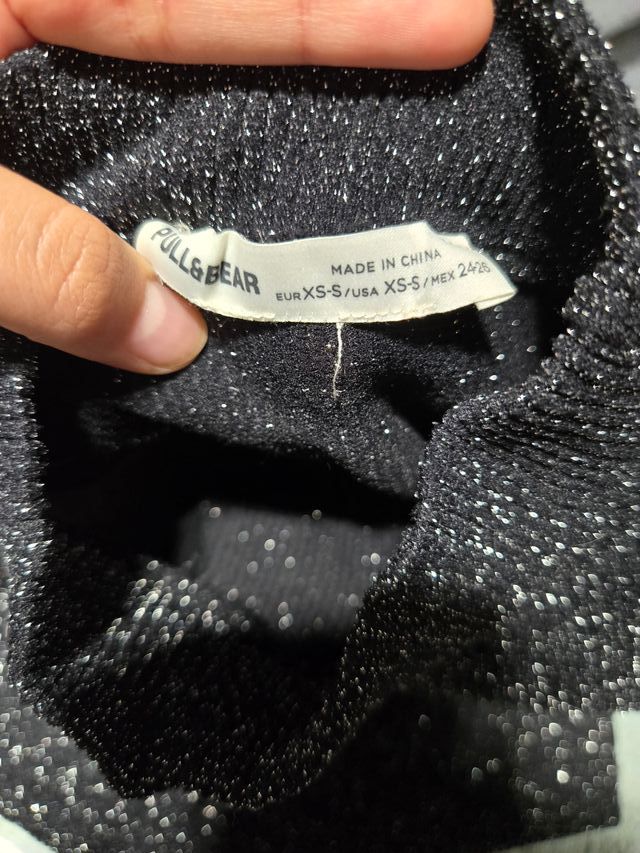 PULL&BEAR
MADE IN CHINA
EUR XS-S / USA XS-S / MEX 24-26